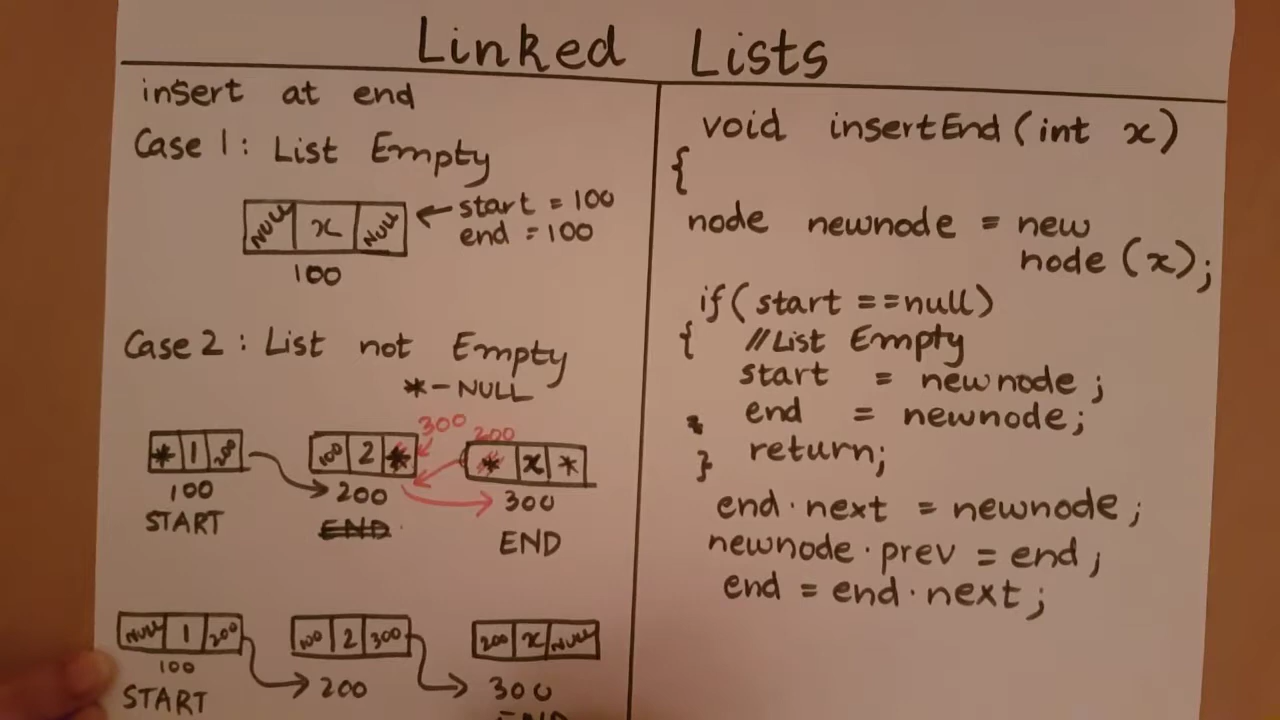 Linked Lists
insert at end
Case 1: List Empty
NULL x NULL
start = 100
end = 100
100
Case 2: List not Empty
* - NULL
300
200
* 1 200
100 2 *
* x *
100
200
300
START
END
END
NULL 1 200
100 2 300
200 x NULL
100
200
300
START
END
void insertEnd(int x)
{
node newnode = new
node (x);
if(start ==null)
{ //List Empty
start = newnode;
end = newnode;
return;
}
end.next = newnode;
newnode.prev = end;
end = end.next;